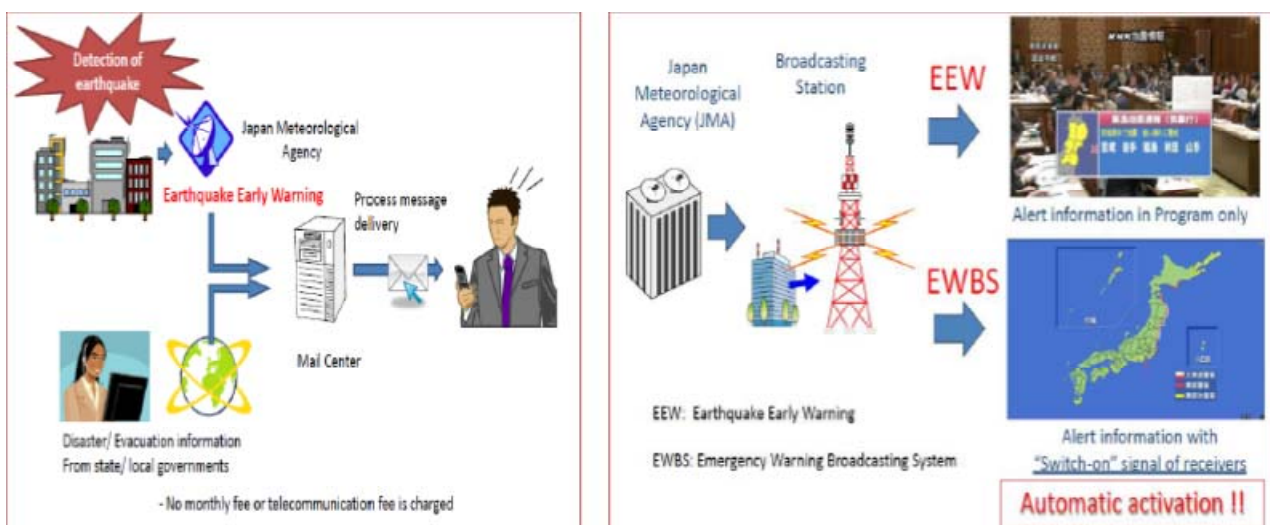 Detection of
earthquake
Japan Meteorological
Agency
Earthquake Early Warning
Process message
delivery
Mail Center
Disaster/ Evacuation information
From state/ local governments
- No monthly fee or telecommunication fee is charged
Japan
Meteorological
Agency (JMA)
Broadcasting
Station
EEW
Alert information in Program only
EWBS
EEW: Earthquake Early Warning
EWBS: Emergency Warning Broadcasting System
Alert information with
"Switch-on" signal of receivers
Automatic activation !!